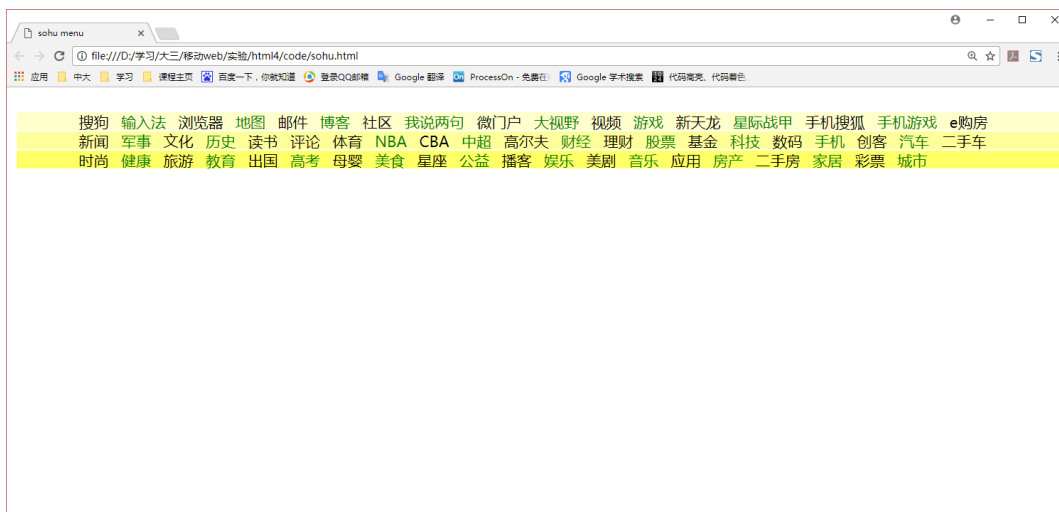 sohu menu
file:///D:/学习/大三/移动web/实验/html4/code/sohu.html
应用 中大 学习 课程主页 百度一下，你就知道 登录QQ邮箱 Google 翻译 ProcessOn - 免费在 Google 学术搜索 代码高亮、代码着色
搜狗 输入法 浏览器 地图 邮件 博客 社区 我说两句 微门户 大视野 视频 游戏 新天龙 星际战甲 手机搜狐 手机游戏 e购房
新闻 军事 文化 历史 读书 评论 体育 NBA CBA 中超 高尔夫 财经 理财 股票 基金 科技 数码 手机 创客 汽车 二手车
时尚 健康 旅游 教育 出国 高考 母婴 美食 星座 公益 播客 娱乐 美剧 音乐 应用 房产 二手房 家居 彩票 城市